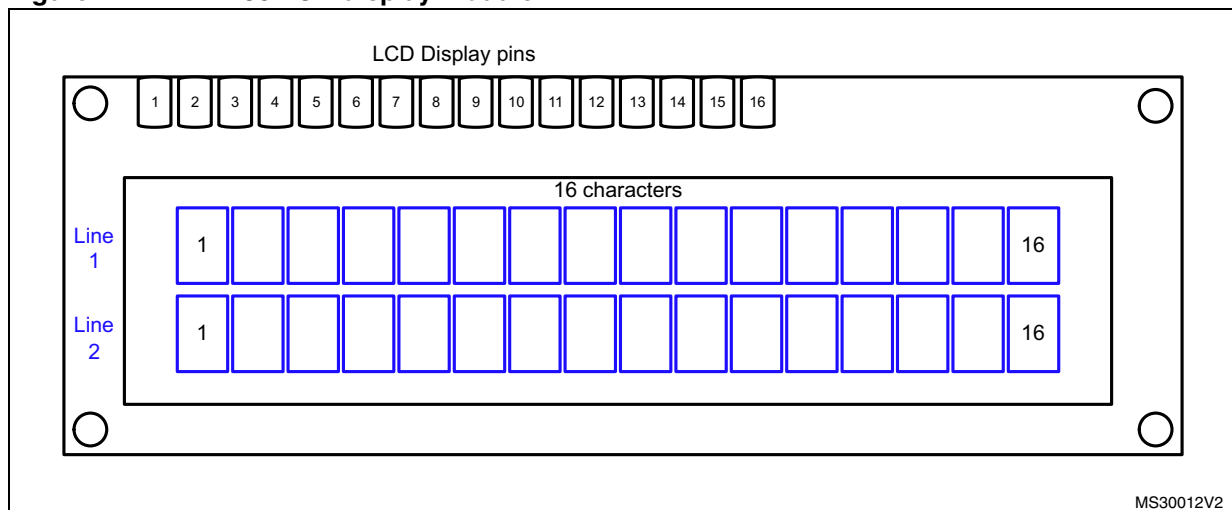 LCD Display pins
1 2 3 4 5 6 7 8 9 10 11 12 13 14 15 16
16 characters
Line 1
1 16
Line 2
1 16
MS30012V2